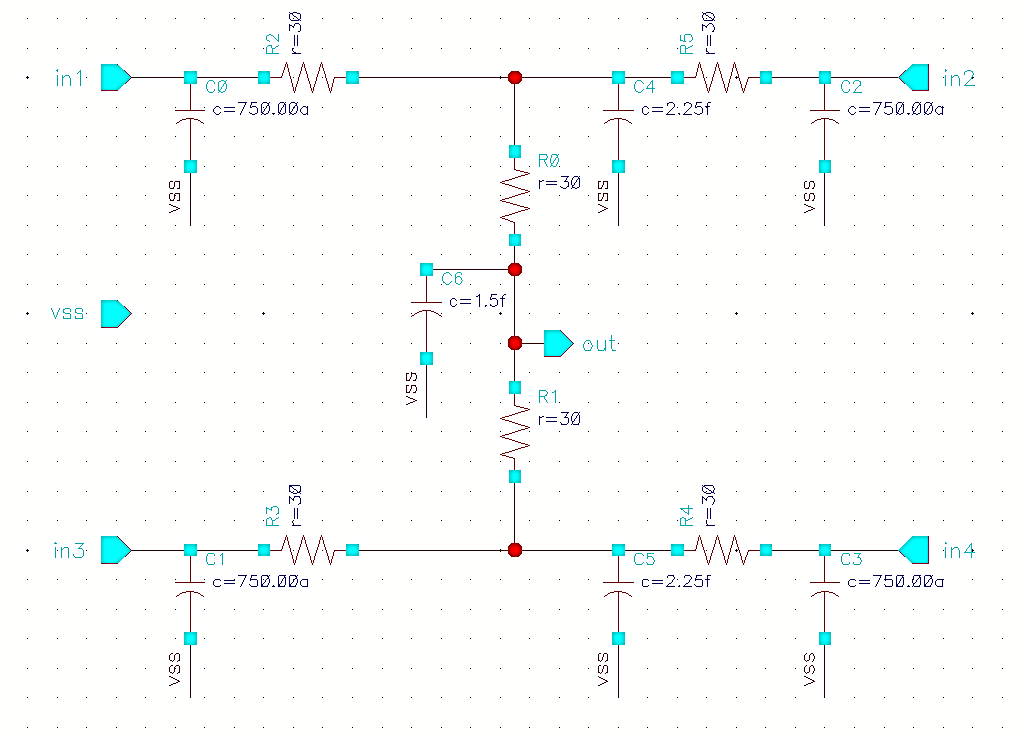 R2
r=30
R5
r=30
in1
C0
c=750.00a
vss
C4
c=2.25f
vss
C2
c=750.00a
vss
in2
R0
r=30
C6
c=1.5f
vss
vss
out
R1
r=30
R3
r=30
R4
r=30
in3
C1
c=750.00a
vss
C5
c=2.25f
vss
C3
c=750.00a
vss
in4